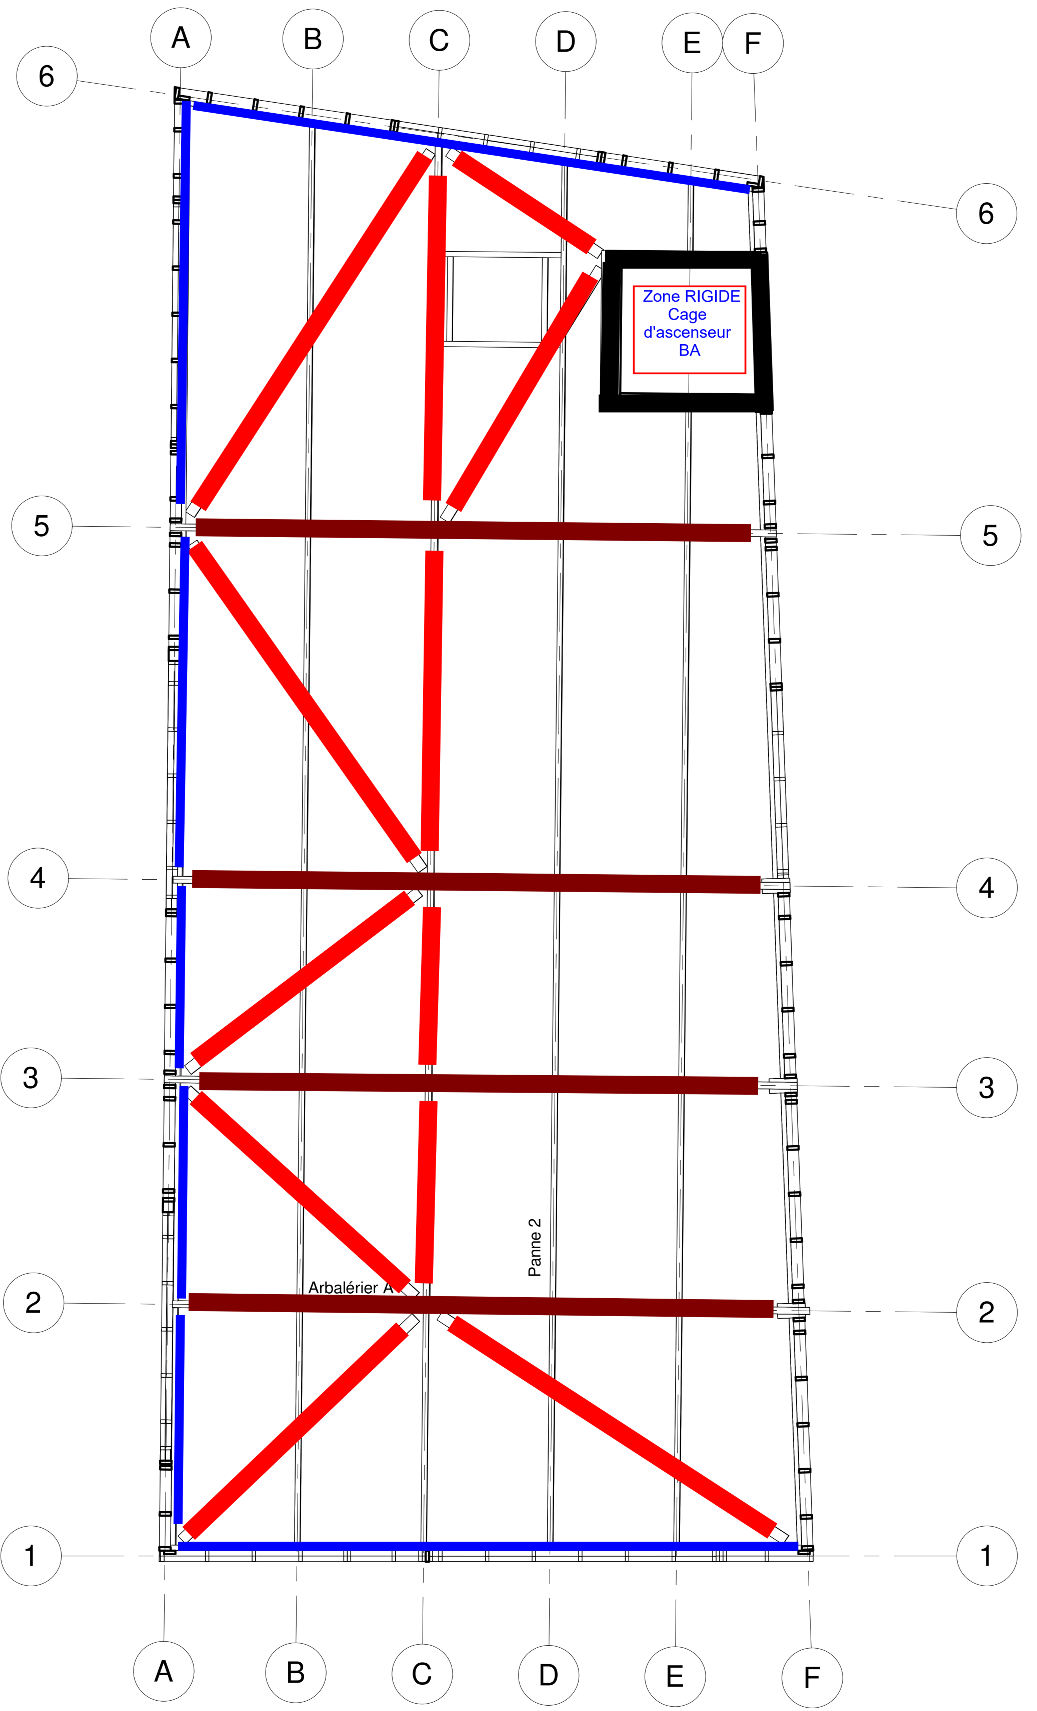 A
B
C
D
E
F
6
6
Zone RIGIDE
Cage
d'ascenseur
BA
5
5
4
4
3
3
Panne 2
Arbalérier A
2
2
1
1
A
B
C
D
E
F